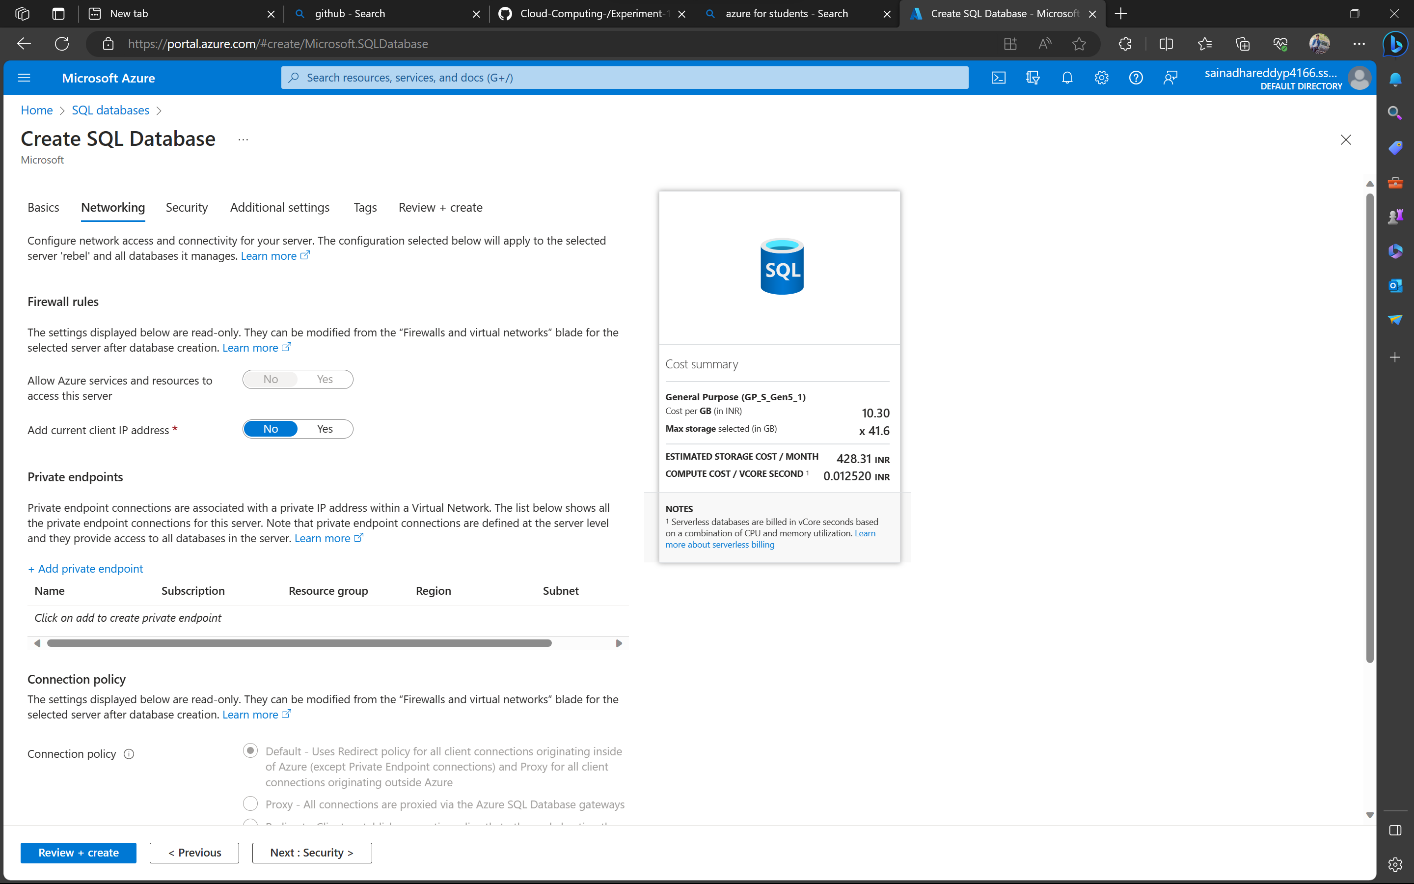 New tab
github - Search
Cloud-Computing-/Experiment-
azure for students - Search
Create SQL Database - Microsoft
https://portal.azure.com/#create/Microsoft.SQLDatabase
Microsoft Azure
Search resources, services, and docs (G+/)
sainadhareddyp4166.ss...
DEFAULT DIRECTORY
Home > SQL databases >
Create SQL Database ...
Microsoft
Basics Networking Security Additional settings Tags Review + create
Configure network access and connectivity for your server. The configuration selected below will apply to the selected
server 'rebel' and all databases it manages. Learn more
Firewall rules
The settings displayed below are read-only. They can be modified from the “Firewalls and virtual networks” blade for the
selected server after database creation. Learn more
Allow Azure services and resources to
access this server
No Yes
Add current client IP address *
No Yes
Private endpoints
Private endpoint connections are associated with a private IP address within a Virtual Network. The list below shows all
the private endpoint connections for this server. Note that private endpoint connections are defined at the server level
and they provide access to all databases in the server. Learn more
+ Add private endpoint
Name Subscription Resource group Region Subnet
Click on add to create private endpoint
Connection policy
The settings displayed below are read-only. They can be modified from the “Firewalls and virtual networks” blade for the
selected server after database creation. Learn more
Connection policy
Default - Uses Redirect policy for all client connections originating inside
of Azure (except Private Endpoint connections) and Proxy for all client
connections originating outside Azure
Proxy - All connections are proxied via the Azure SQL Database gateways
Review + create
< Previous
Next : Security >
SQL
Cost summary
General Purpose (GP_S_Gen5_1)
Cost per GB (in INR) 10.30
Max storage selected (in GB) x 41.6
ESTIMATED STORAGE COST / MONTH 428.31 INR
COMPUTE COST / VCORE SECOND ¹ 0.012520 INR
NOTES
¹ Serverless databases are billed in vCore seconds based
on a combination of CPU and memory utilization. Learn
more about serverless billing